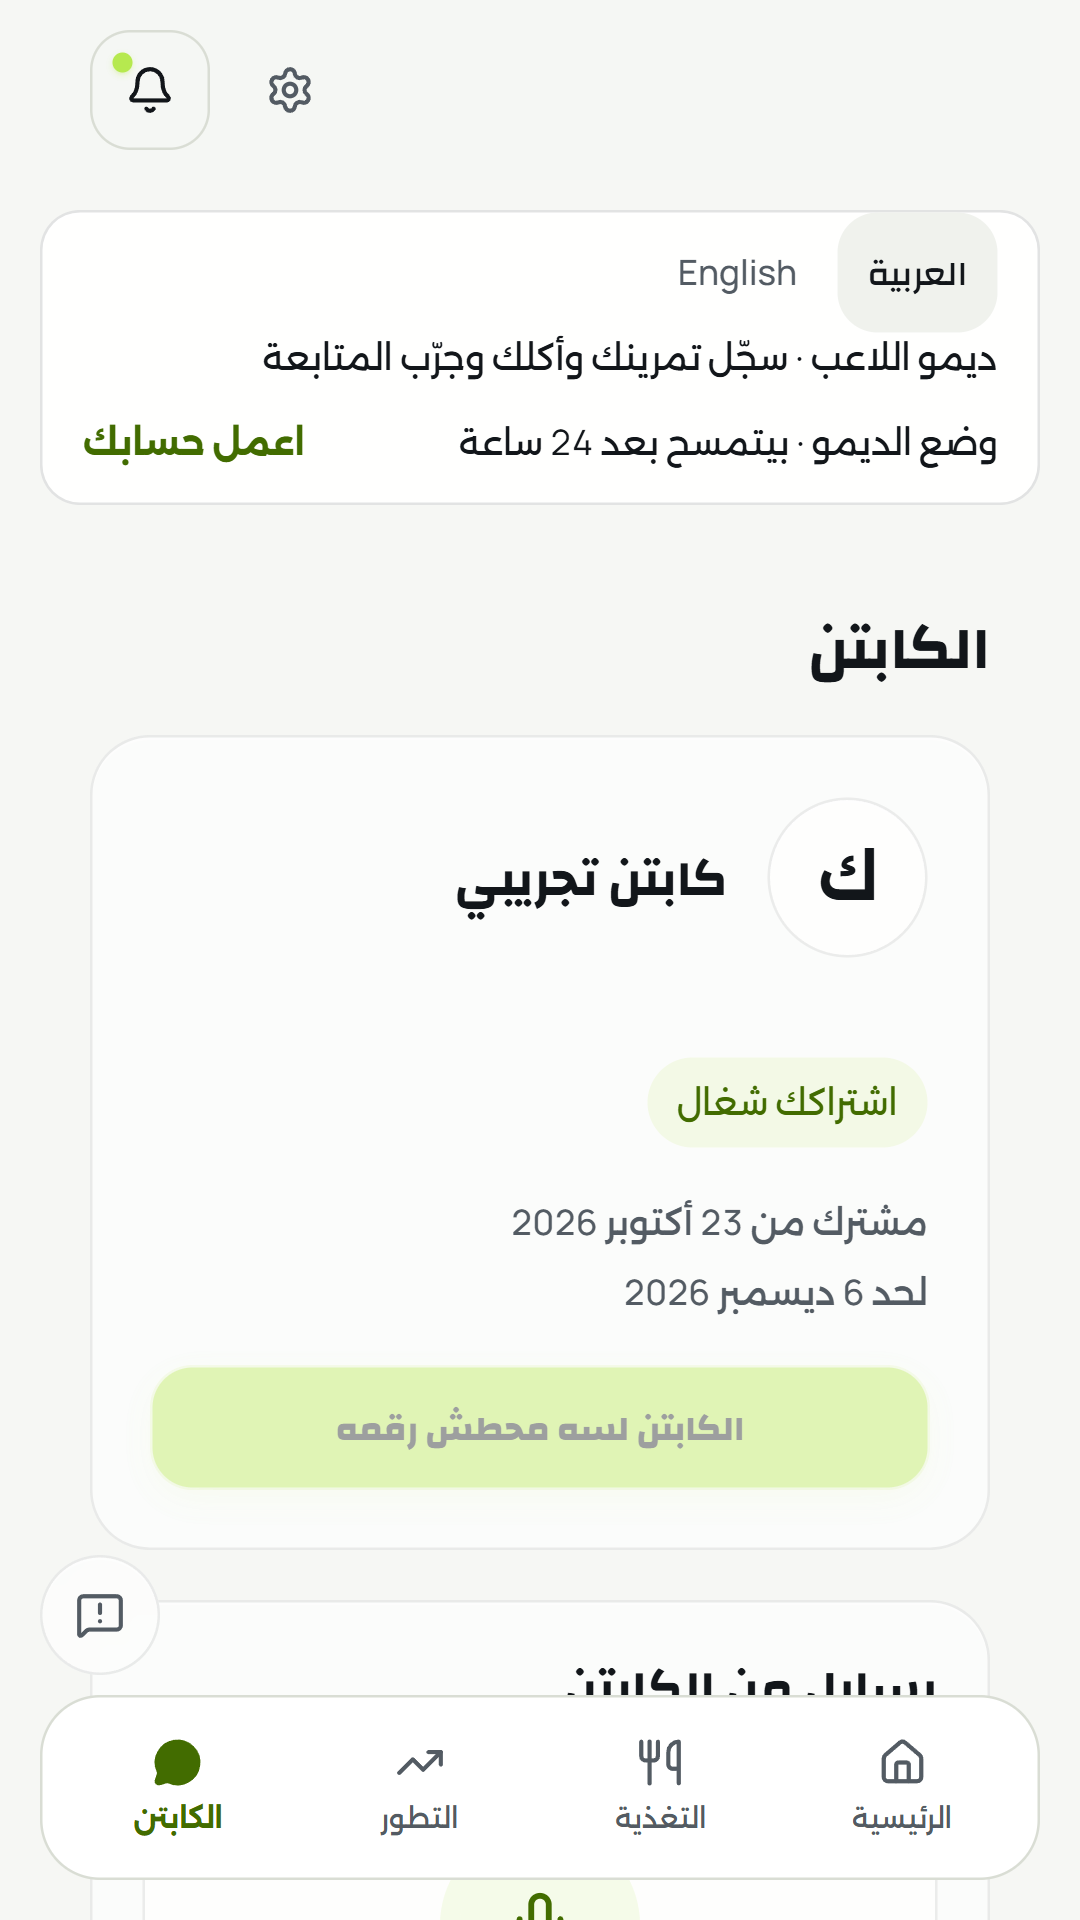 العربية
English
ديمو اللاعب · سجّل تمرينك وأكلك وجرّب المتابعة
وضع الديمو · بيتمسح بعد 24 ساعة
اعمل حسابك
الكابتن
ك
كابتن تجريبي
اشتراكك شغال
مشترك من 23 أكتوبر 2026
لحد 6 ديسمبر 2026
الكابتن لسه محطش رقمه
من الكابتن
الرئيسية
التغذية
التطور
الكابتن